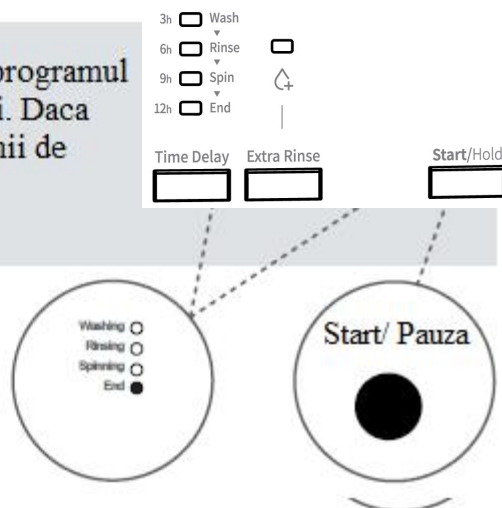 programul
i. Daca
nii de
3h Wash
6h Rinse
9h Spin
12h End
Time Delay Extra Rinse Start/Hold
Washing
Rinsing
Spinning
End
Start/ Pauza